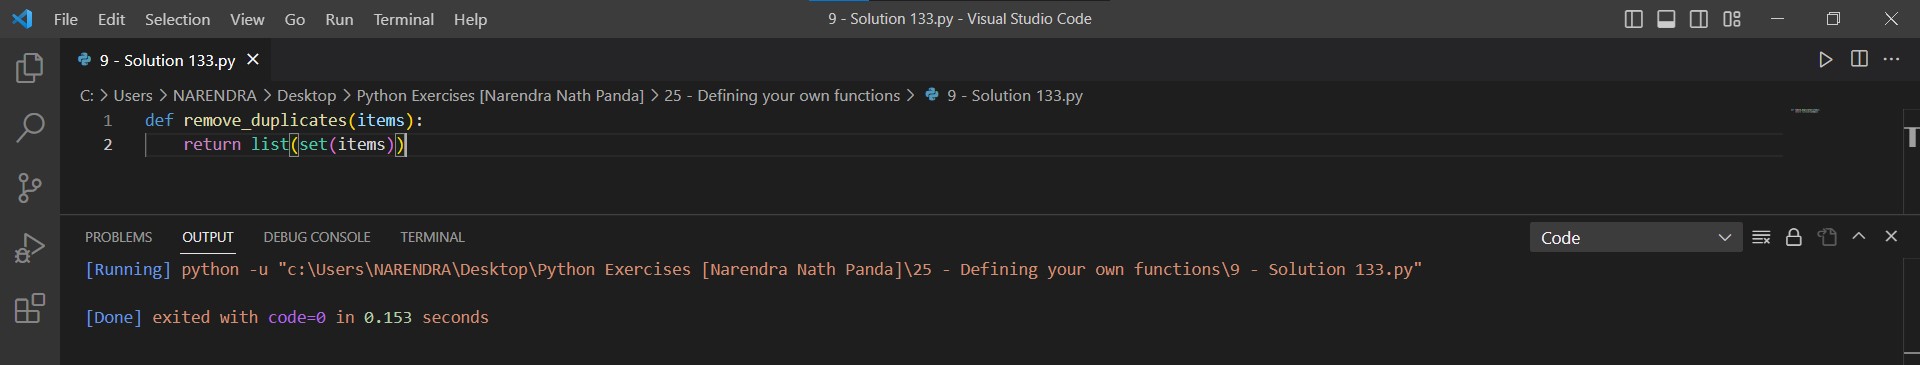 File Edit Selection View Go Run Terminal Help 9 - Solution 133.py - Visual Studio Code
9 - Solution 133.py
C: > Users > NARENDRA > Desktop > Python Exercises [Narendra Nath Panda] > 25 - Defining your own functions > 9 - Solution 133.py
1 def remove_duplicates(items):
2     return list(set(items))
PROBLEMS OUTPUT DEBUG CONSOLE TERMINAL Code
[Running] python -u "c:\Users\NARENDRA\Desktop\Python Exercises [Narendra Nath Panda]\25 - Defining your own functions\9 - Solution 133.py"
[Done] exited with code=0 in 0.153 seconds